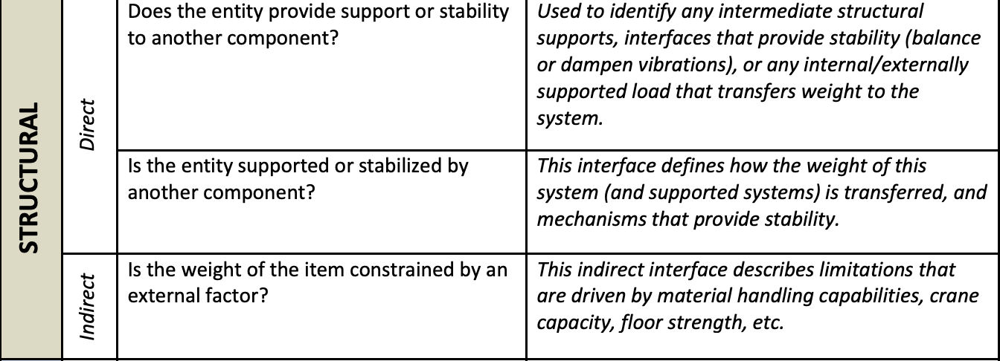 STRUCTURAL
Direct
Does the entity provide support or stability
to another component?
Used to identify any intermediate structural
supports, interfaces that provide stability (balance
or dampen vibrations), or any internal/externally
supported load that transfers weight to the
system.
Is the entity supported or stabilized by
another component?
This interface defines how the weight of this
system (and supported systems) is transferred, and
mechanisms that provide stability.
Indirect
Is the weight of the item constrained by an
external factor?
This indirect interface describes limitations that
are driven by material handling capabilities, crane
capacity, floor strength, etc.